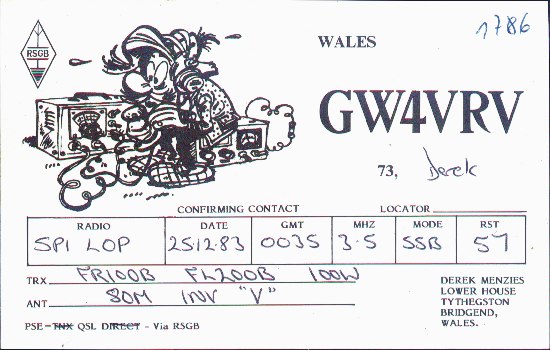 1786
RSGB
WALES
GW4VRV
73, Derek
CONFIRMING CONTACT LOCATOR
RADIO DATE GMT MHZ MODE RST
SP1 LOP 25.12.83 0035 3.5 SSB 57
TRX FR100B FL200B 100W
ANT 80M INV "V"
DEREK MENZIES
LOWER HOUSE
TYTHEGSTON
BRIDGEND,
WALES.
PSE - TNX QSL DIRECT - Via RSGB